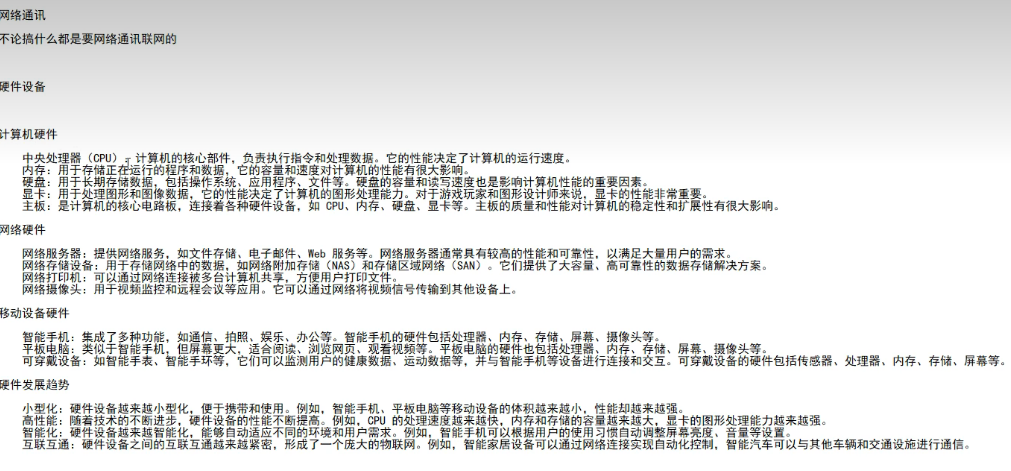 网络通讯
不论搞什么都是要网络通讯联网的
硬件设备
计算机硬件
中央处理器（CPU）：计算机的核心部件，负责执行指令和处理数据。它的性能决定了计算机的运行速度。
内存：用于存储正在运行的程序和数据，它的容量和速度对计算机的性能有很大影响。
硬盘：用于长期存储数据，包括操作系统、应用程序、文件等。硬盘的容量和读写速度也是影响计算机性能的重要因素。
显卡：用于处理图形和图像数据，它的性能决定了计算机的图形处理能力。对于游戏玩家和图形设计师来说，显卡的性能非常重要。
主板：是计算机的核心电路板，连接着各种硬件设备，如 CPU、内存、硬盘、显卡等。主板的质量和性能对计算机的稳定性和扩展性有很大影响。
网络硬件
网络服务器：提供网络服务，如文件存储、电子邮件、Web 服务等。网络服务器通常具有较高的性能和可靠性，以满足大量用户的需求。
网络存储设备：用于存储网络中的数据，如网络附加存储（NAS）和存储区域网络（SAN）。它们提供了大容量、高可靠性的数据存储解决方案。
网络打印机：可以通过网络连接被多台计算机共享，方便用户打印文件。
网络摄像头：用于视频监控和远程会议等应用。它可以通过网络将视频信号传输到其他设备上。
移动设备硬件
智能手机：集成了多种功能，如通信、拍照、娱乐、办公等。智能手机的硬件包括处理器、内存、存储、屏幕、摄像头等。
平板电脑：类似于智能手机，但屏幕更大，适合阅读、浏览网页、观看视频等。平板电脑的硬件也包括处理器、内存、存储、屏幕、摄像头等。
可穿戴设备：如智能手表、智能手环等，它们可以监测用户的健康数据、运动数据等，并与智能手机等设备进行连接和交互。可穿戴设备的硬件包括传感器、处理器、内存、存储、屏幕等。
硬件发展趋势
小型化：硬件设备越来越小型化，便于携带和使用。例如，智能手机、平板电脑等移动设备的体积越来越小，性能却越来越强。
高性能：随着技术的不断进步，硬件设备的性能不断提高。例如，CPU 的处理速度越来越快，内存和存储的容量越来越大，显卡的图形处理能力越来越强。
智能化：硬件设备越来越智能化，能够自动适应不同的环境和用户需求。例如，智能手机可以根据用户的使用习惯自动调整屏幕亮度、音量等设置。
互联互通：硬件设备之间的互联互通越来越紧密，形成了一个庞大的物联网。例如，智能家居设备可以通过网络连接实现自动化控制，智能汽车可以与其他车辆和交通设施进行通信。